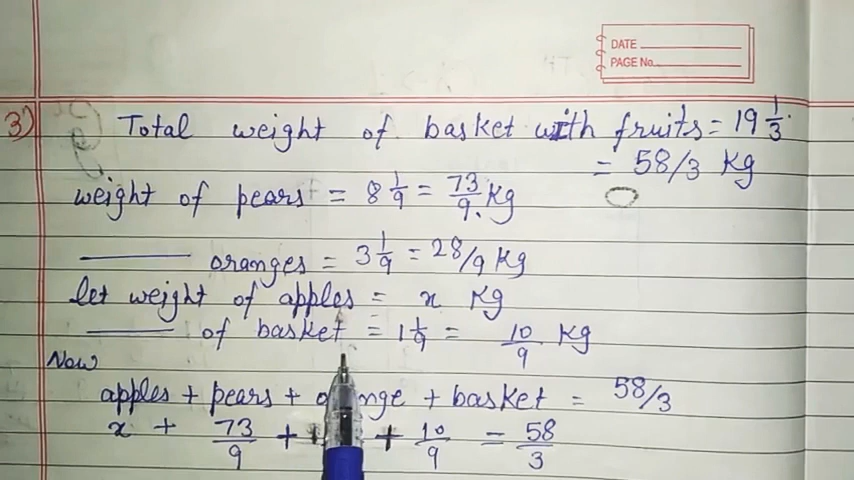 DATE
PAGE No.
3) Total weight of basket with fruits = 19 1/3
= 58/3 Kg
weight of pears = 8 1/9 = 73/9 Kg
—— oranges = 3 1/9 = 28/9 Kg
let weight of apples = x Kg
—— of basket = 1 1/9 = 10/9 Kg
Now
apples + pears + o nge + basket = 58/3
x + 73/9 + + 10/9 = 58/3